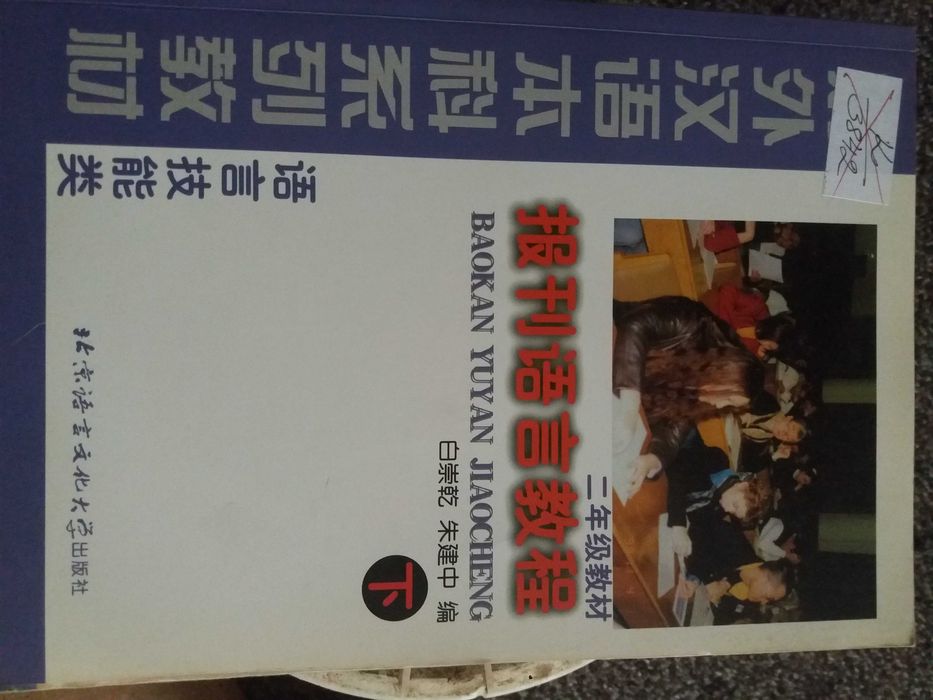 外汉语本科系列教材
语言技能类
二年级教材
报刊语言教程
BAOKAN YUYAN JIAOCHENG
白崇乾 朱建中 编
下
北京语言文化大学出版社